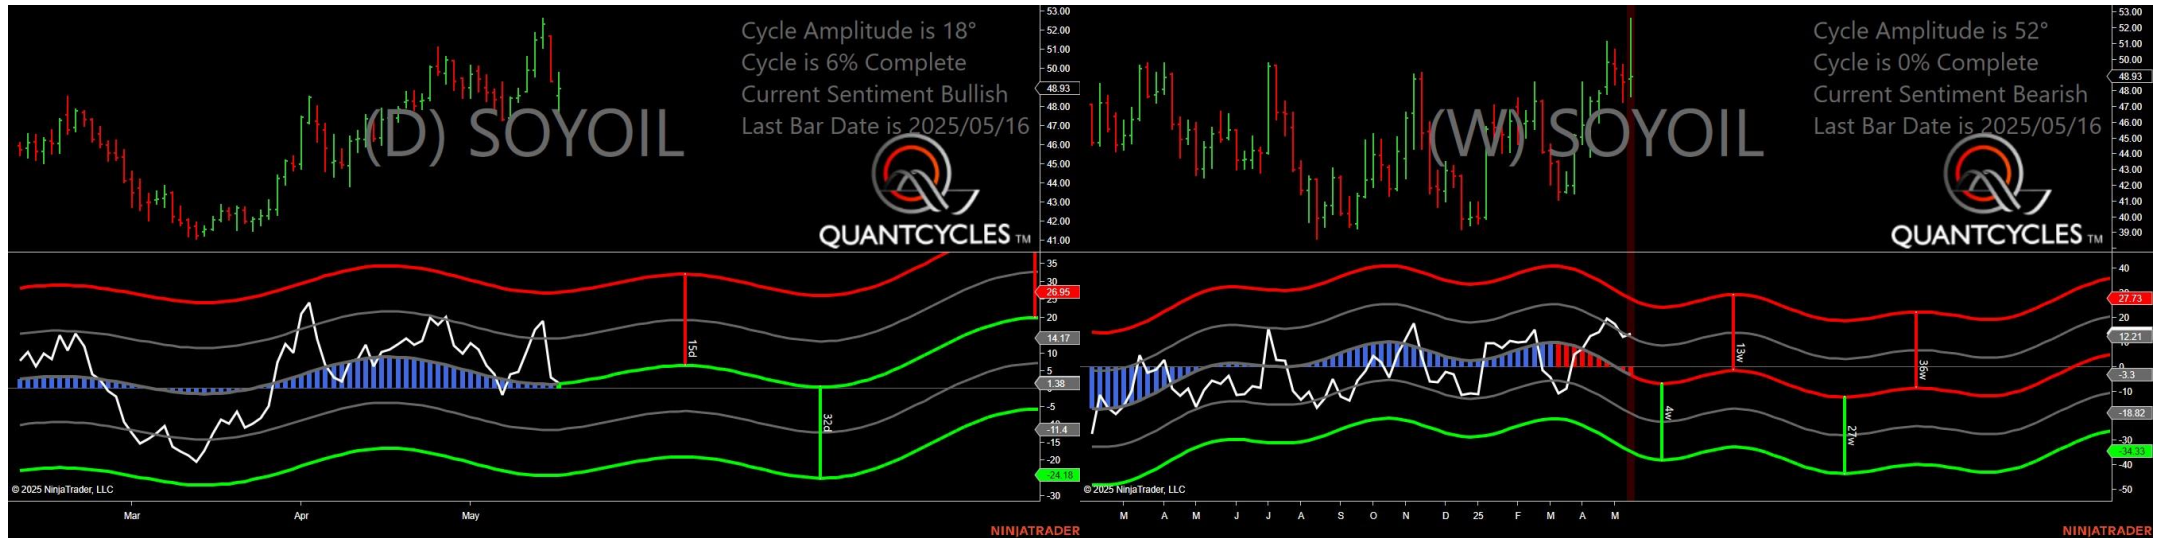 Cycle Amplitude is 18°
Cycle is 6% Complete
Current Sentiment Bullish
Last Bar Date is 2025/05/16
(D) SOYOIL
QUANTCYCLES TM
53.00
52.00
51.00
50.00
48.93
48.00
47.00
46.00
45.00
44.00
43.00
42.00
41.00
35
30
26.95
25
20
14.17
10
5
1.38
-5
-11.4
-15
-20
-24.18
-30
15d
32d
© 2025 NinjaTrader, LLC
Mar
Apr
May
NINJATRADER
Cycle Amplitude is 52°
Cycle is 0% Complete
Current Sentiment Bearish
Last Bar Date is 2025/05/16
(W) SOYOIL
QUANTCYCLES TM
53.00
52.00
51.00
50.00
48.93
48.00
47.00
46.00
45.00
44.00
43.00
42.00
41.00
40.00
39.00
40
27.73
20
12.21
0
-3.3
-10
-18.82
-30
-34.33
-40
-50
4w
13w
27w
36w
© 2025 NinjaTrader, LLC
M A M J J A S O N D 25 F M A M
NINJATRADER